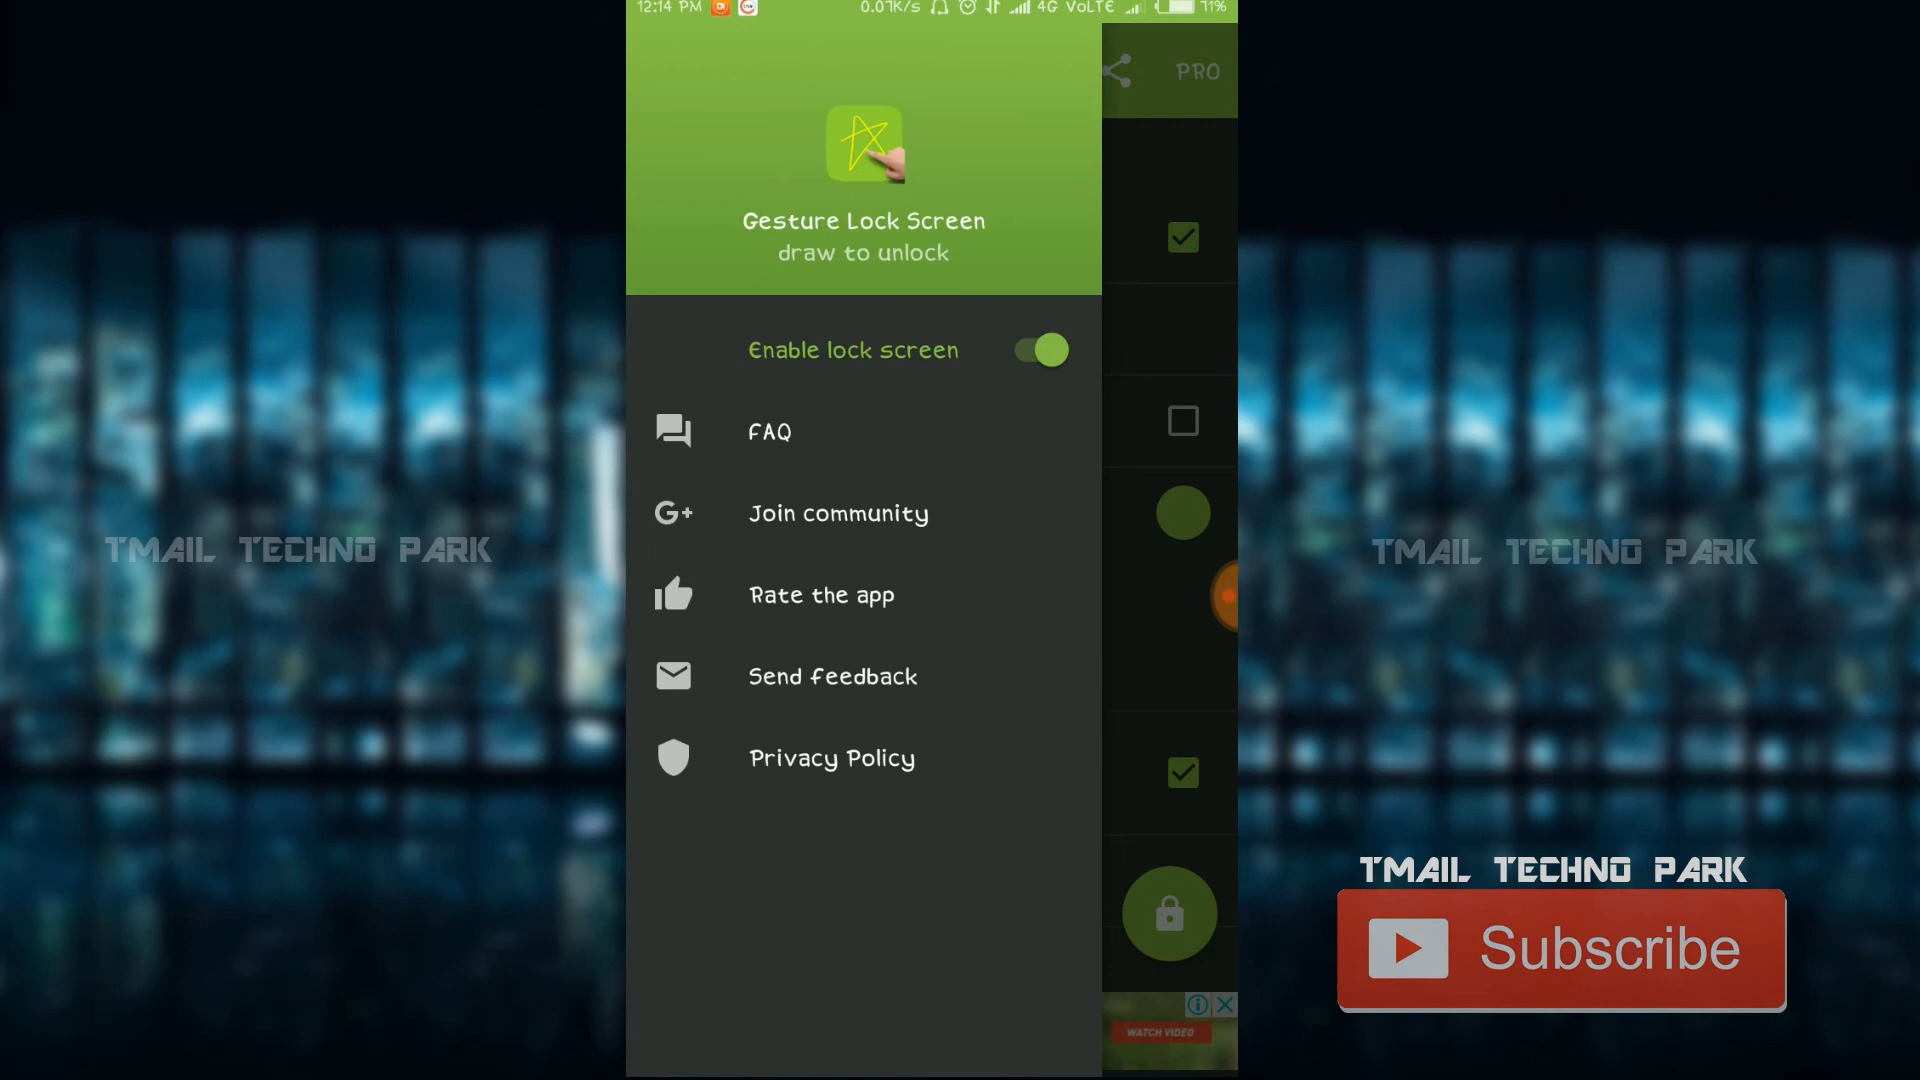 12:14 PM 0.07K/s 4G VoLTE 71%
PRO
Gesture Lock Screen
draw to unlock
Enable lock screen
FAQ
G+ Join community
Rate the app
Send feedback
Privacy Policy
TMAIL TECHNO PARK
TMAIL TECHNO PARK
TMAIL TECHNO PARK
Subscribe
WATCH VIDEO